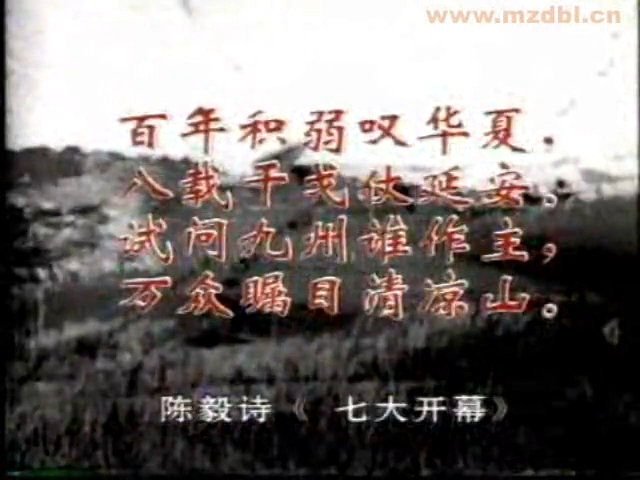 www.mzdbl.cn
百年积弱叹华夏，
八载干戈仗延安。
试问九州谁作主，
万众瞩目清凉山。
陈毅诗《 七大开幕》